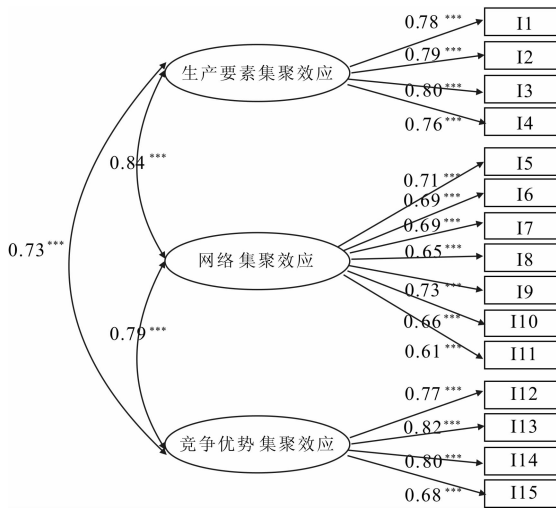 0.78 ***
I1
0.79 ***
I2
生产要素集聚效应
0.80 ***
I3
0.76 ***
I4
0.84 ***
0.71 ***
I5
0.69 ***
I6
0.69 ***
I7
0.73 ***
网络集聚效应
0.65 ***
I8
0.73 ***
I9
0.66 ***
I10
0.79 ***
0.61 ***
I11
0.77 ***
I12
0.82 ***
I13
竞争优势集聚效应
0.80 ***
I14
0.68 ***
I15